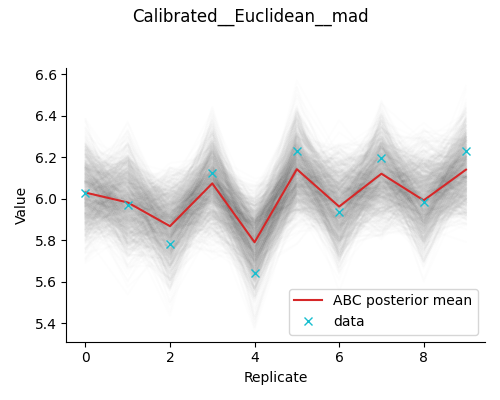 Calibrated__Euclidean__mad
6.6
6.4
6.2
6.0
5.8
5.6
5.4
Value
ABC posterior mean
data
0
2
4
6
8
Replicate